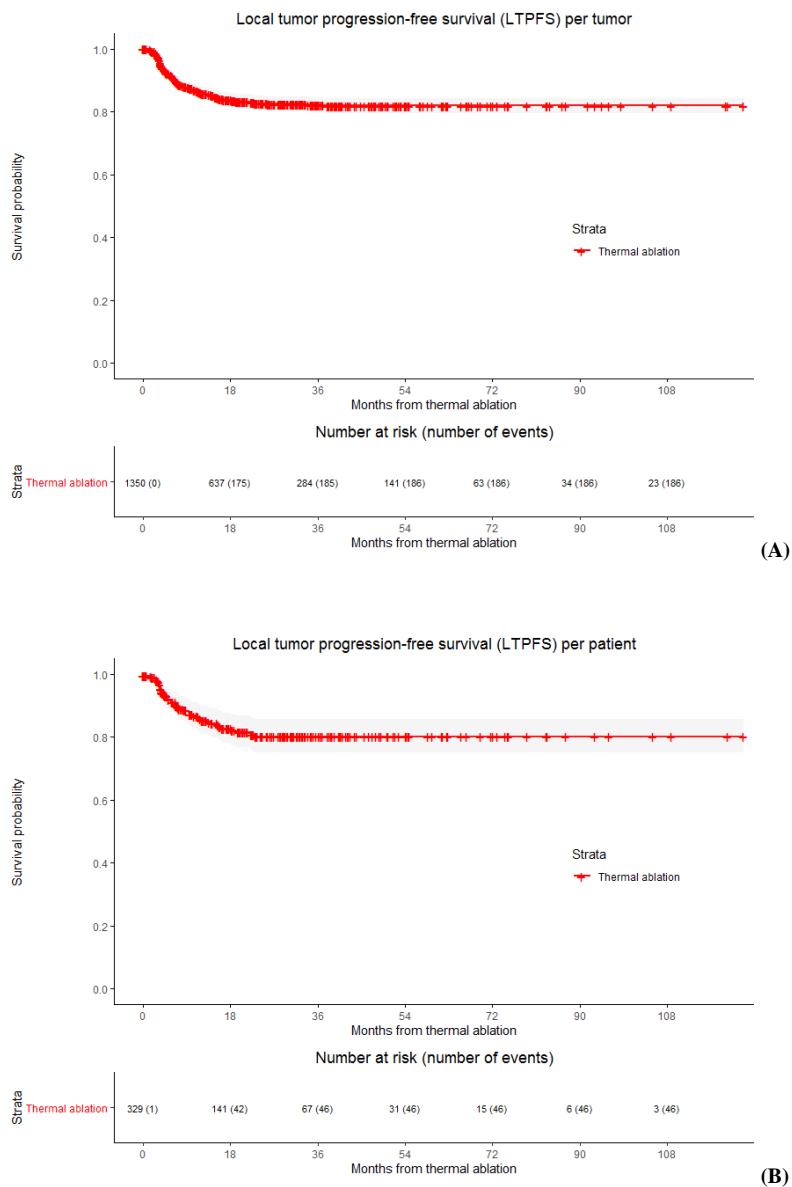 Local tumor progression-free survival (LTPFS) per tumor
1.0
0.8
0.6
0.4
0.2
0.0
Survival probability
Strata
Thermal ablation
0 18 36 54 72 90 108
Months from thermal ablation
Number at risk (number of events)
Strata
Thermal ablation 1350 (0) 637 (175) 284 (185) 141 (186) 63 (186) 34 (186) 23 (186)
0 18 36 54 72 90 108
Months from thermal ablation
(A)
Local tumor progression-free survival (LTPFS) per patient
1.0
0.8
0.6
0.4
0.2
0.0
Survival probability
Strata
Thermal ablation
0 18 36 54 72 90 108
Months from thermal ablation
Number at risk (number of events)
Strata
Thermal ablation 329 (1) 141 (42) 67 (46) 31 (46) 15 (46) 6 (46) 3 (46)
0 18 36 54 72 90 108
Months from thermal ablation
(B)